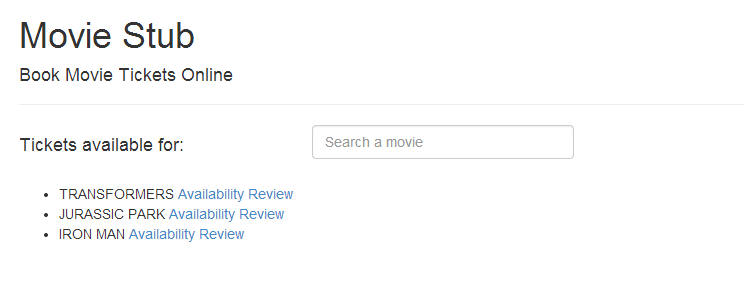 Movie Stub
Book Movie Tickets Online
Tickets available for:
Search a movie
TRANSFORMERS Availability Review
JURASSIC PARK Availability Review
IRON MAN Availability Review